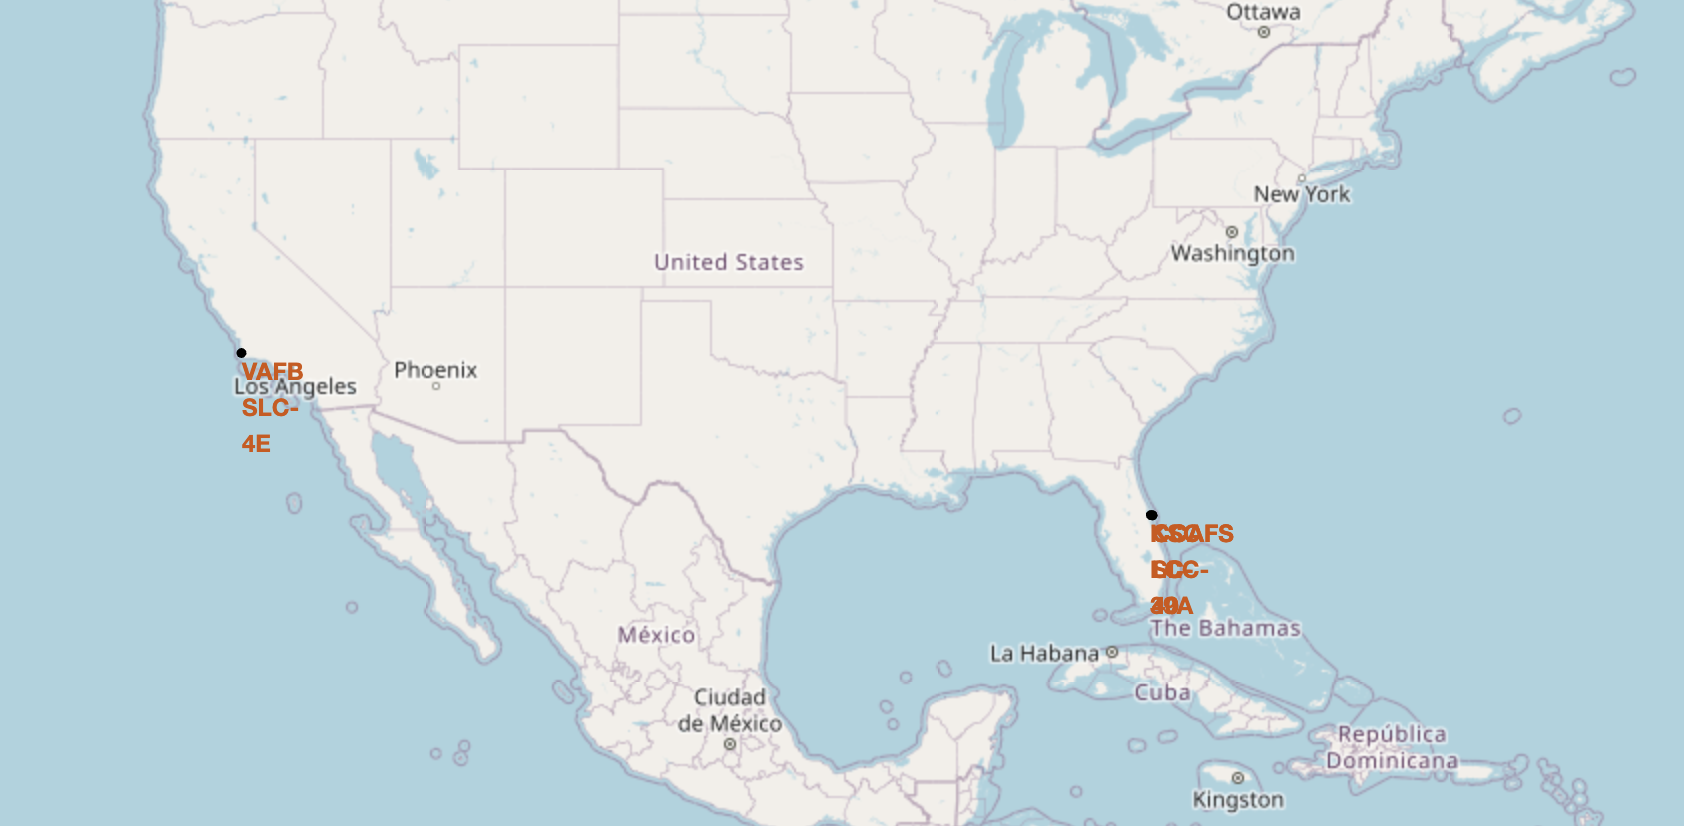 Ottawa
New York
Washington
United States
VAFB
SLC-
4E
Los Angeles
Phoenix
The Bahamas
La Habana
México
Cuba
Ciudad
de México
República
Dominicana
Kingston